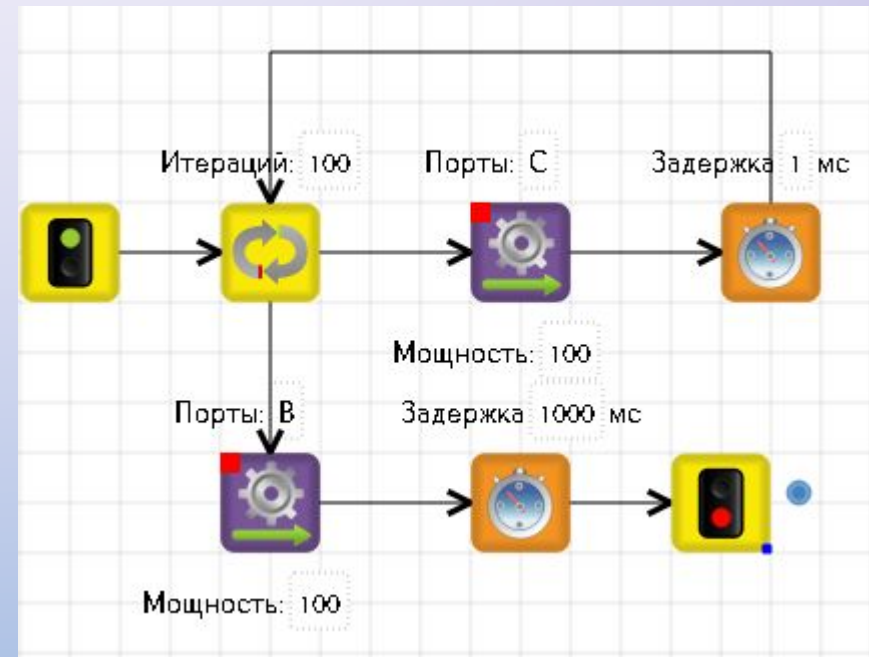 Итераций: 100
Порты: С
Задержка 1 мс
Мощность: 100
Порты: В
Задержка 1000 мс
Мощность: 100